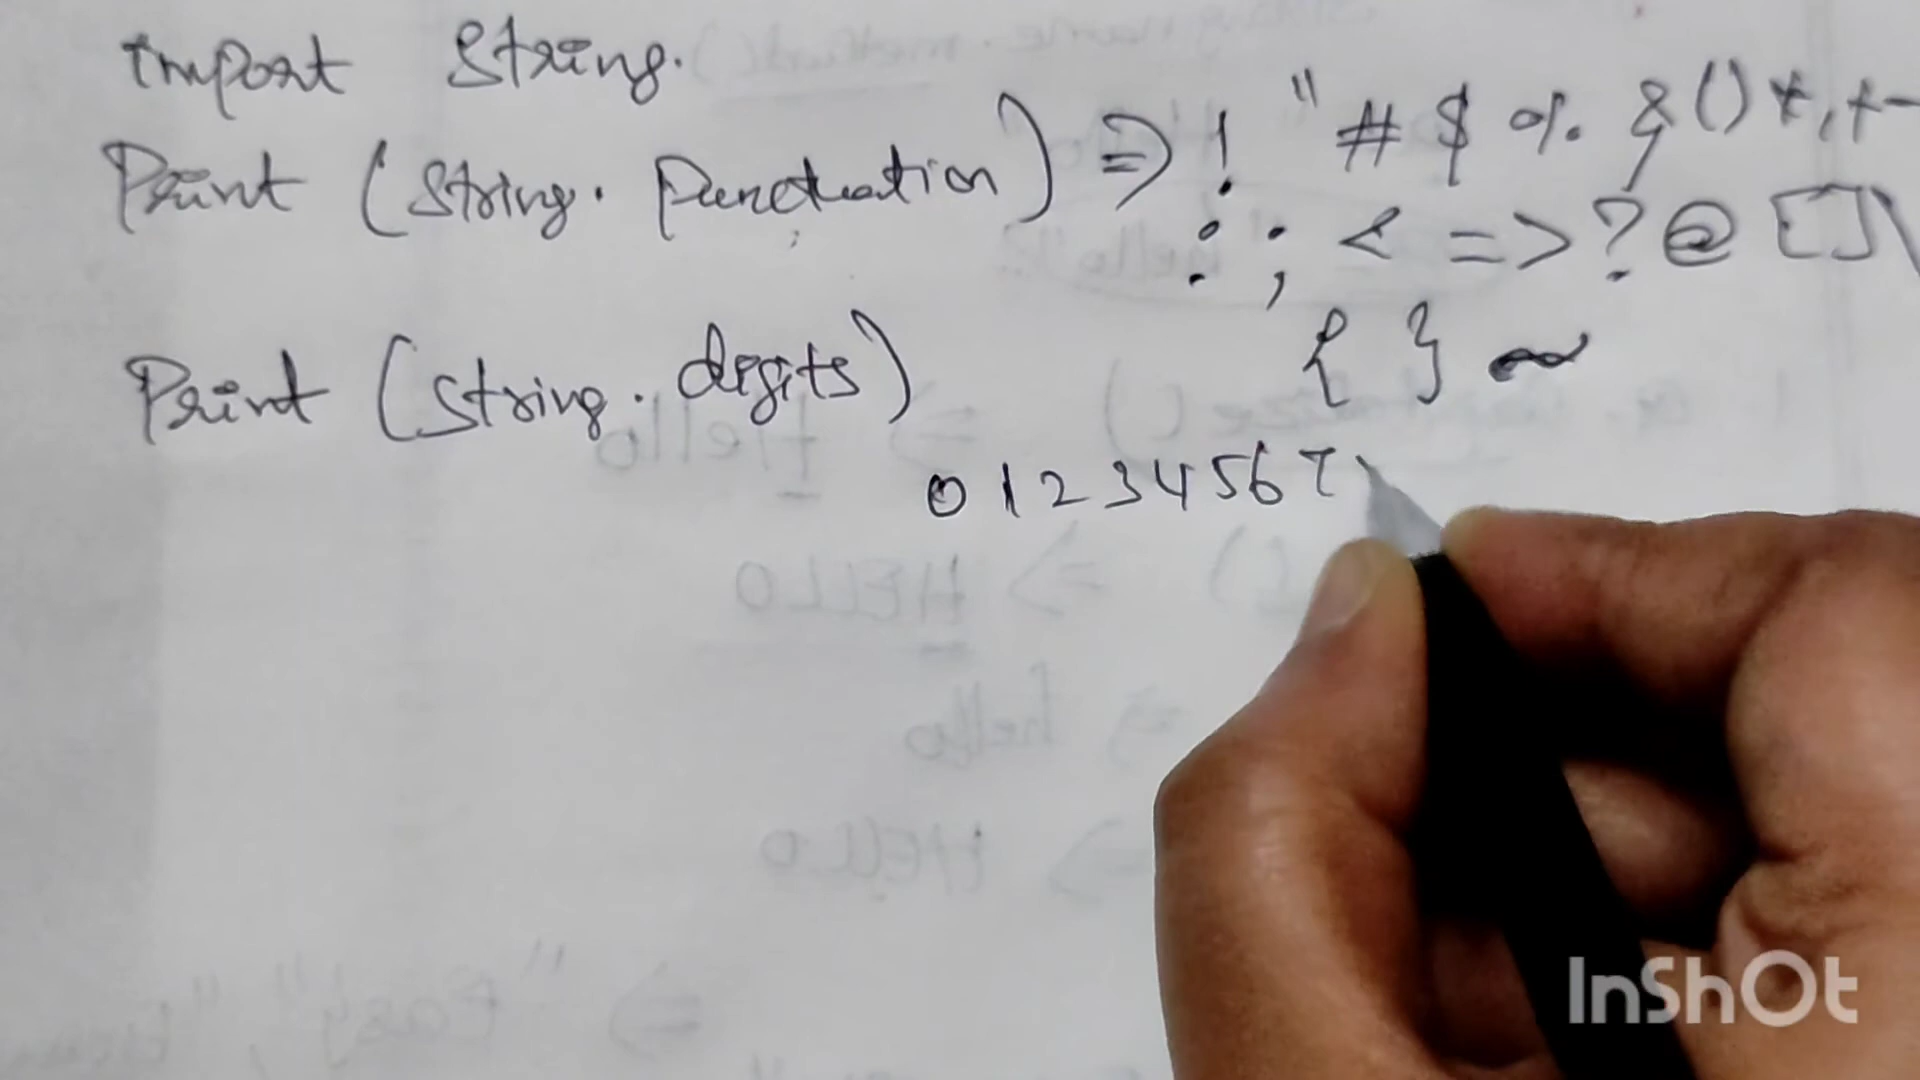 import String.
Print (String. Punctuation) => ! " # $ % & () *, + -
: ; < = > ? @ [] \
{ } ~
Print (String. digits)
0 1 2 3 4 5 6 7
InShOt